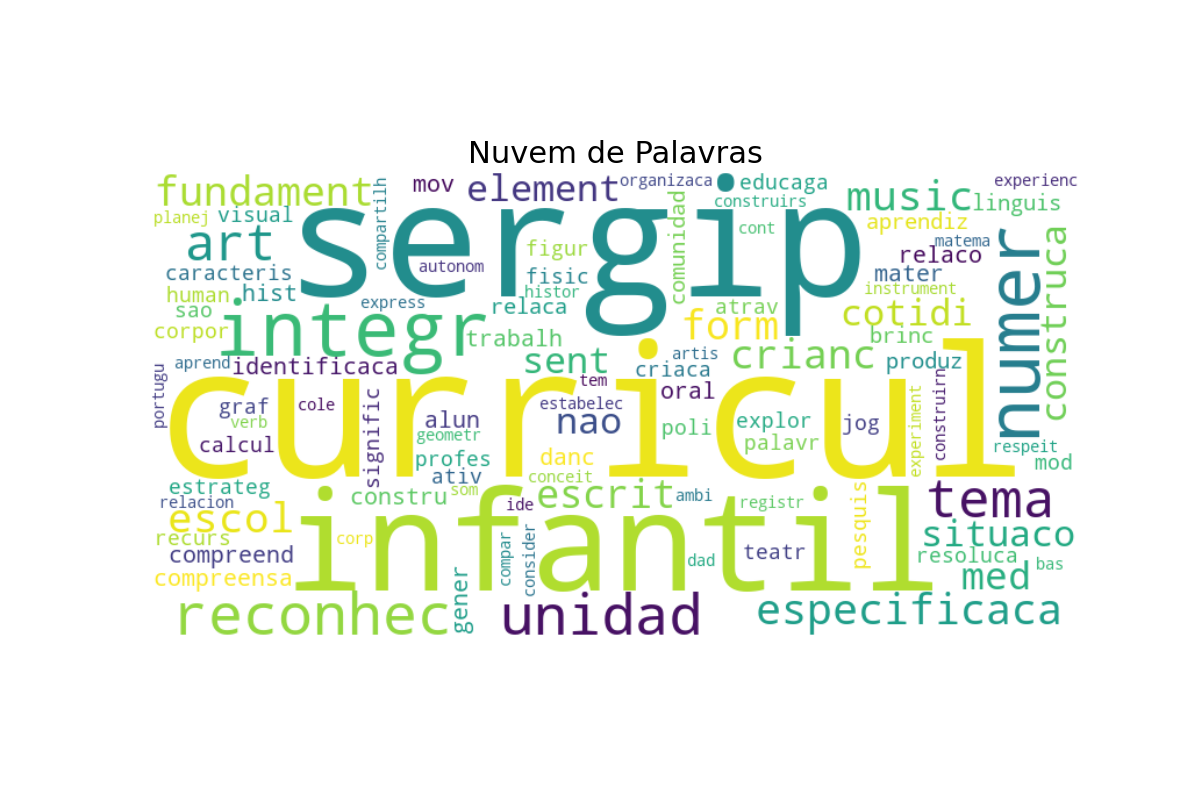 Nuvem de Palavras
fundament
mov
element
organizaca
educaga
experienc
compartilh
sergip
construirs
music
linguis
planej
visual
comunidad
cont
aprendiz
art
figur
relaco
matema
numer
construca
caracteris
autonom
fisic
mater
human
hist
express
histor
instrument
sao
relaca
atrav
cotidi
corpor
integr
trabalh
form
brinc
aprend
identificaca
sent
artis
crianc
produz
criaca
portugu
curricul
tem
oral
graf
cole
signific
estabelec
verb
alun
nao
poli
explor
jog
experiment
construirn
calcul
geometr
palavr
respeit
profes
danc
mod
ativ
conceit
estrateg
som
relacion
constru
infantil
ide
escrit
ambi
registr
pesquis
tema
escol
recurs
corp
situaco
compreend
compar
consider
dad
teatr
resoluca
bas
compreensa
med
reconhec
gener
unidad
especificaca